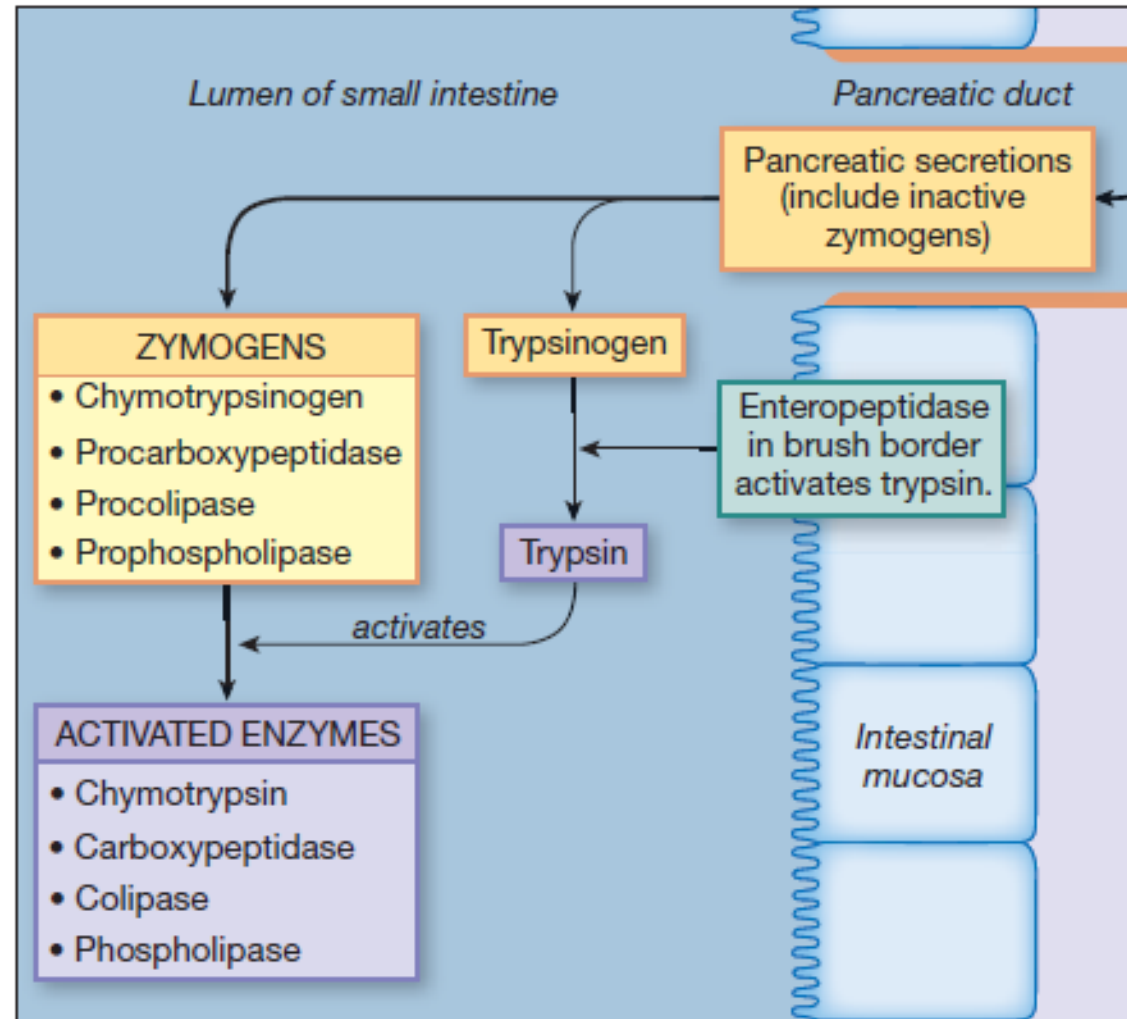 Lumen of small intestine
Pancreatic duct
Pancreatic secretions
(include inactive
zymogens)
ZYMOGENS
• Chymotrypsinogen
• Procarboxypeptidase
• Procolipase
• Prophospholipase
Trypsinogen
Enteropeptidase
in brush border
activates trypsin.
Trypsin
activates
ACTIVATED ENZYMES
• Chymotrypsin
• Carboxypeptidase
• Colipase
• Phospholipase
Intestinal
mucosa